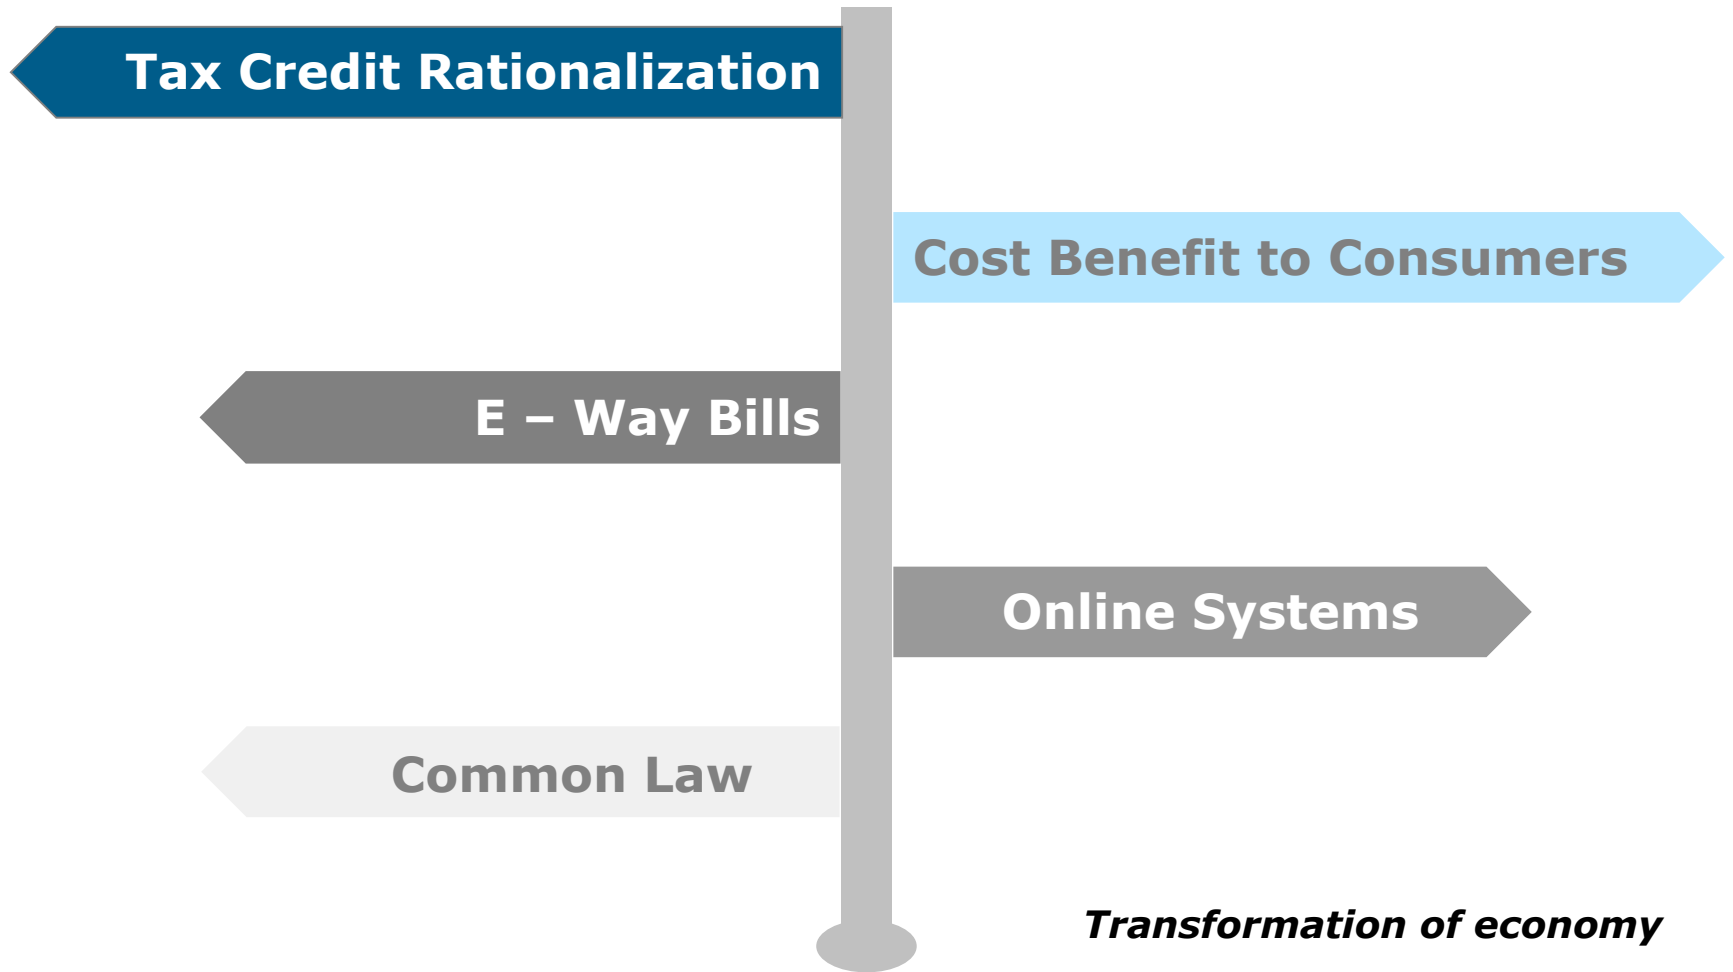 Tax Credit Rationalization
Cost Benefit to Consumers
E – Way Bills
Online Systems
Common Law
Transformation of economy